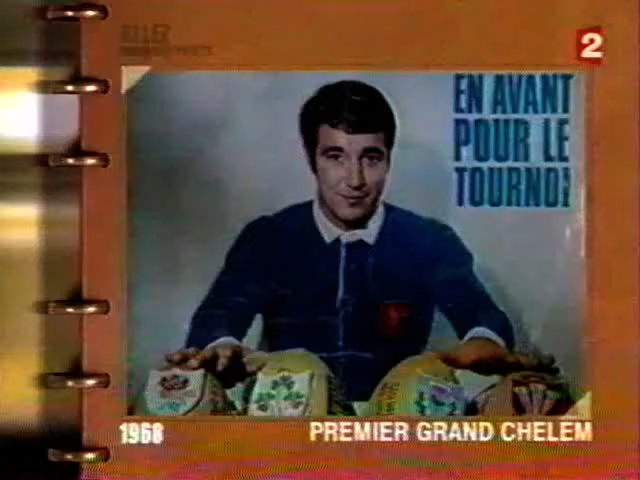 2
EN AVANT
POUR LE
TOURNOI
1968
PREMIER GRAND CHELEM